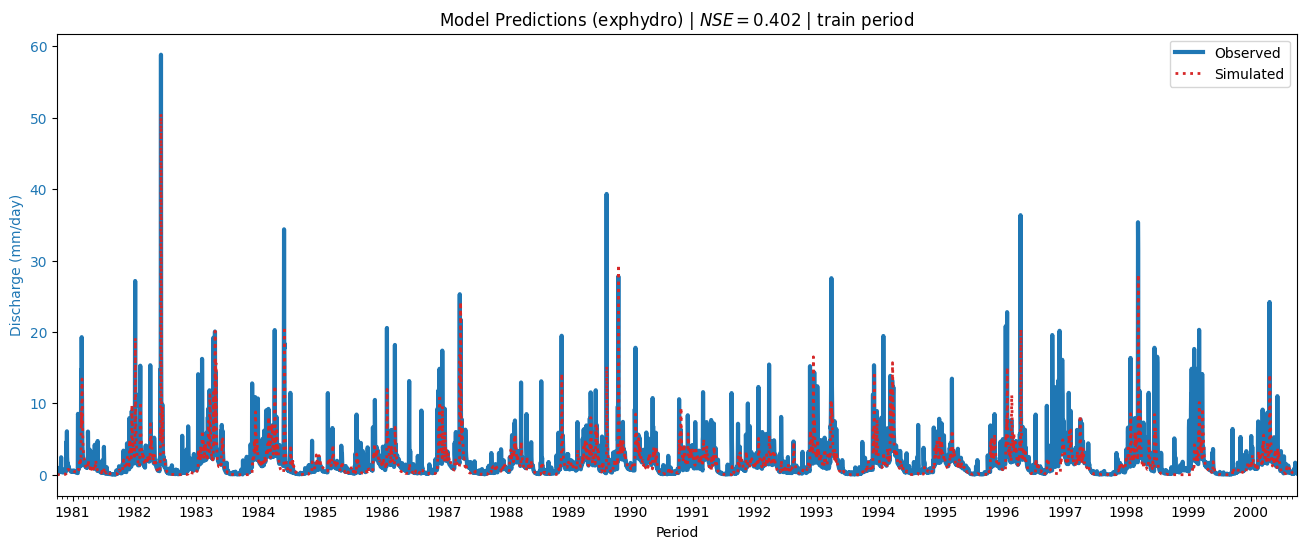 Model Predictions (exphydro) | NSE = 0.402 | train period
Observed
Simulated
Discharge (mm/day)
60
50
40
30
20
10
0
1981 1982 1983 1984 1985 1986 1987 1988 1989 1990 1991 1992 1993 1994 1995 1996 1997 1998 1999 2000
Period